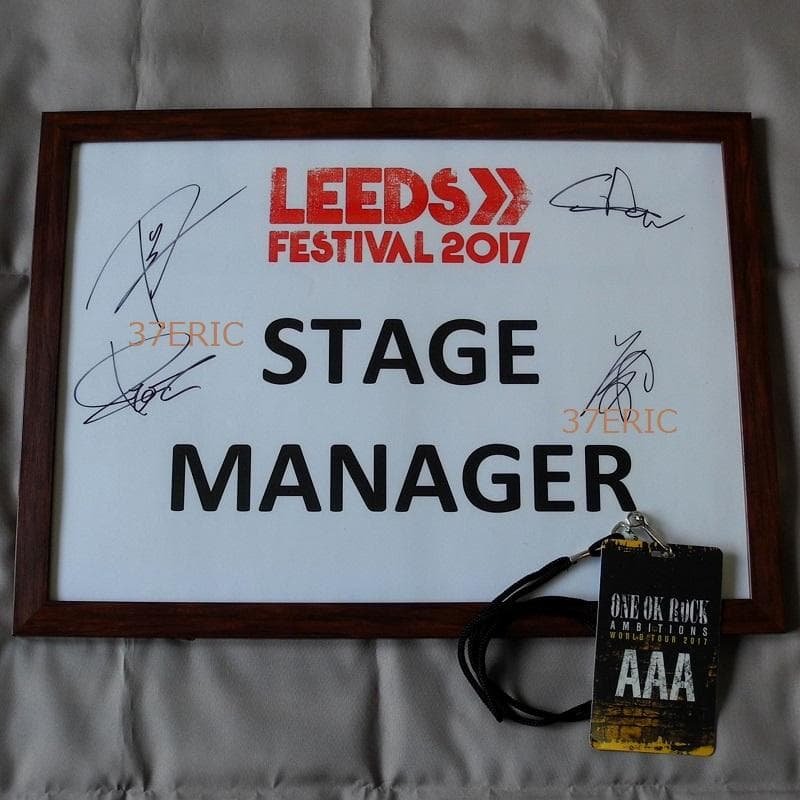 LEEDS
FESTIVAL 2017
37ERIC
STAGE
37ERIC
MANAGER
ONE OK ROCK
AMBITIONS
WORLD TOUR 2017
AAA